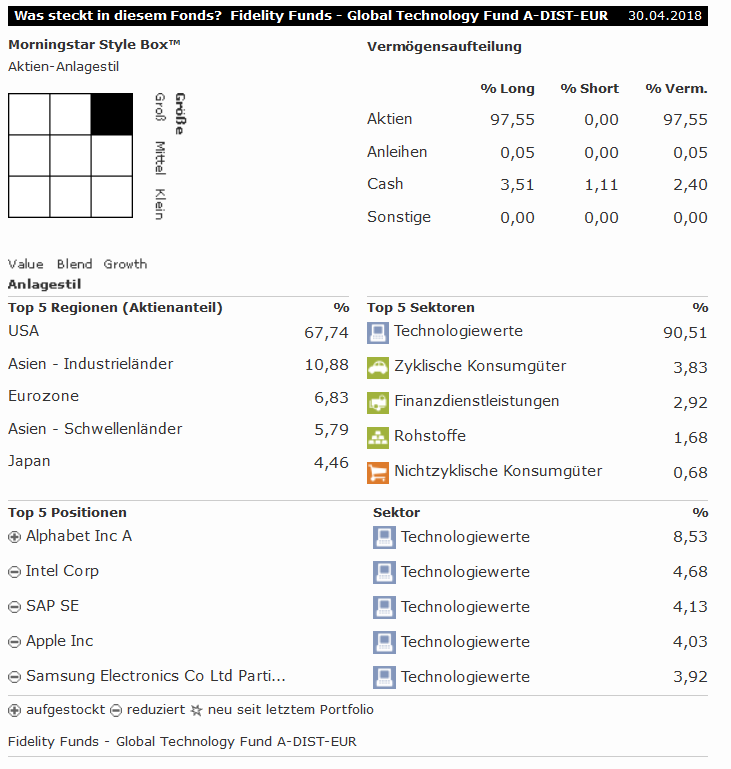 Was steckt in diesem Fonds? Fidelity Funds - Global Technology Fund A-DIST-EUR 30.04.2018
Morningstar Style Box™
Aktien-Anlagestil
Größe
Groß Mittel Klein
Value Blend Growth
Anlagestil
Vermögensaufteilung
% Long % Short % Verm.
Aktien 97,55 0,00 97,55
Anleihen 0,05 0,00 0,05
Cash 3,51 1,11 2,40
Sonstige 0,00 0,00 0,00
Top 5 Regionen (Aktienanteil) %
USA 67,74
Asien - Industrieländer 10,88
Eurozone 6,83
Asien - Schwellenländer 5,79
Japan 4,46
Top 5 Sektoren %
Technologiewerte 90,51
Zyklische Konsumgüter 3,83
Finanzdienstleistungen 2,92
Rohstoffe 1,68
Nichtzyklische Konsumgüter 0,68
Top 5 Positionen Sektor %
Alphabet Inc A Technologiewerte 8,53
Intel Corp Technologiewerte 4,68
SAP SE Technologiewerte 4,13
Apple Inc Technologiewerte 4,03
Samsung Electronics Co Ltd Parti... Technologiewerte 3,92
aufgestockt reduziert neu seit letztem Portfolio
Fidelity Funds - Global Technology Fund A-DIST-EUR